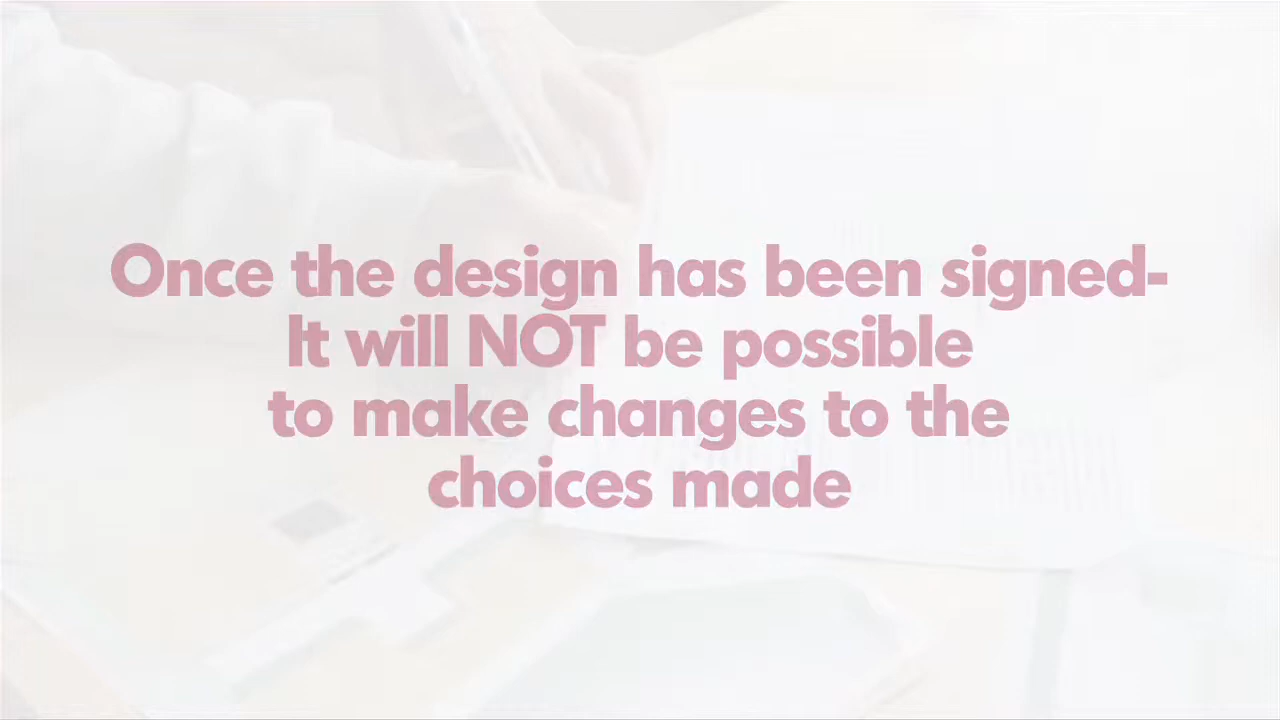 Once the design has been signed-
It will NOT be possible
to make changes to the
choices made